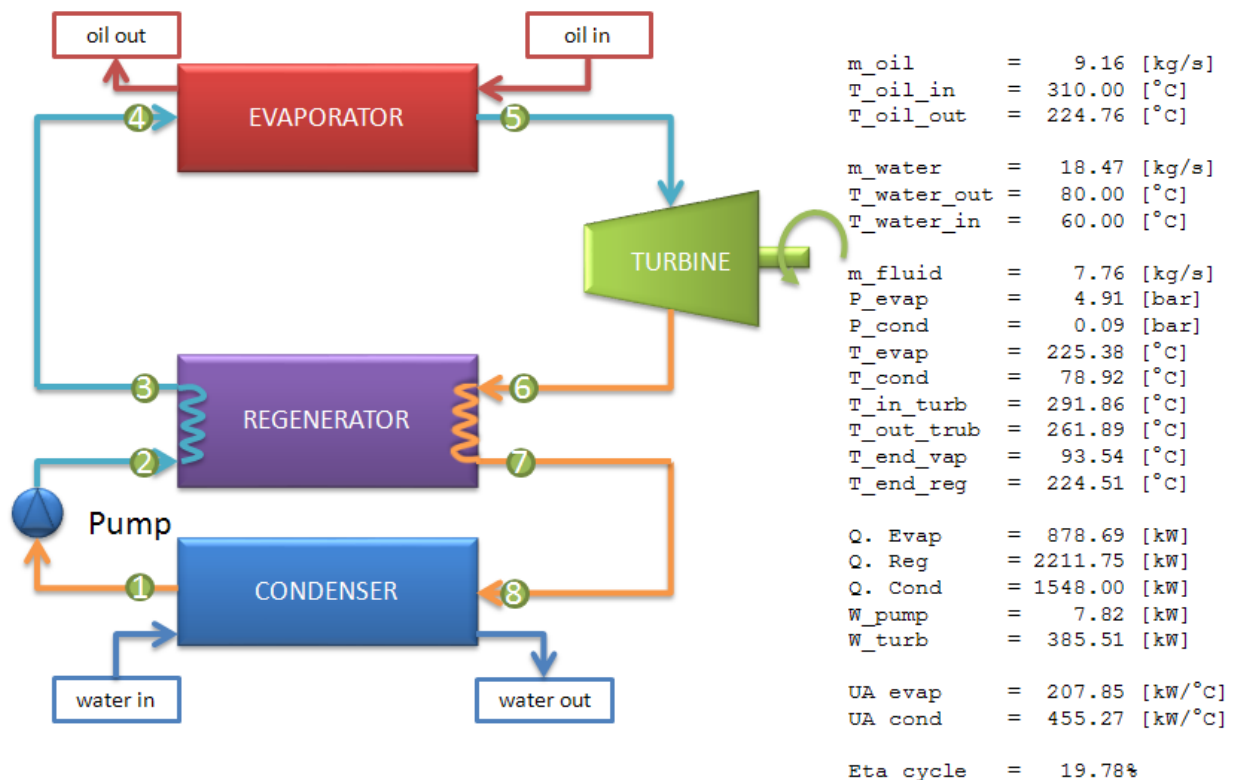 oil out
oil in
EVAPORATOR
4
5
TURBINE
3
6
REGENERATOR
2
7
Pump
1
CONDENSER
8
water in
water out
m_oil = 9.16 [kg/s]
T_oil_in = 310.00 [°C]
T_oil_out = 224.76 [°C]
m_water = 18.47 [kg/s]
T_water_out = 80.00 [°C]
T_water_in = 60.00 [°C]
m_fluid = 7.76 [kg/s]
P_evap = 4.91 [bar]
P_cond = 0.09 [bar]
T_evap = 225.38 [°C]
T_cond = 78.92 [°C]
T_in_turb = 291.86 [°C]
T_out_trub = 261.89 [°C]
T_end_vap = 93.54 [°C]
T_end_reg = 224.51 [°C]
Q. Evap = 878.69 [kW]
Q. Reg = 2211.75 [kW]
Q. Cond = 1548.00 [kW]
W_pump = 7.82 [kW]
W_turb = 385.51 [kW]
UA evap = 207.85 [kW/°C]
UA cond = 455.27 [kW/°C]
Eta cycle = 19.78%